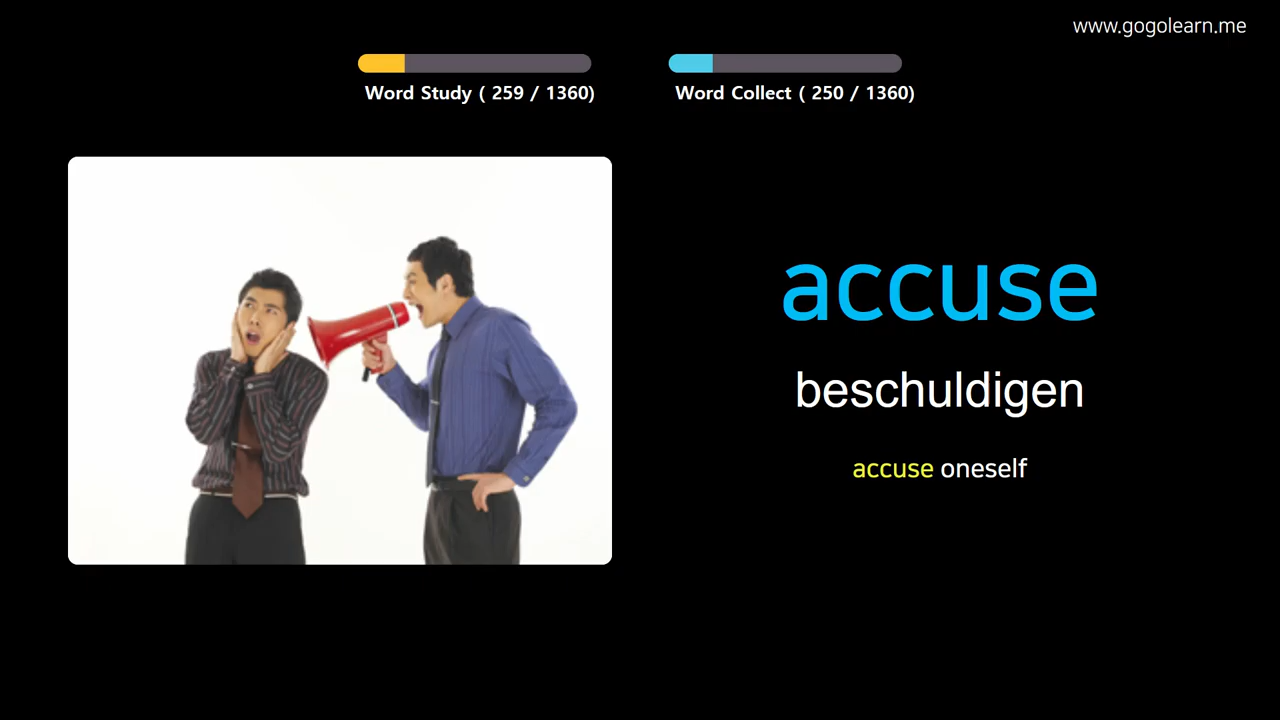 www.gogolearn.me
Word Study ( 259 / 1360)
Word Collect ( 250 / 1360)
accuse
beschuldigen
accuse oneself